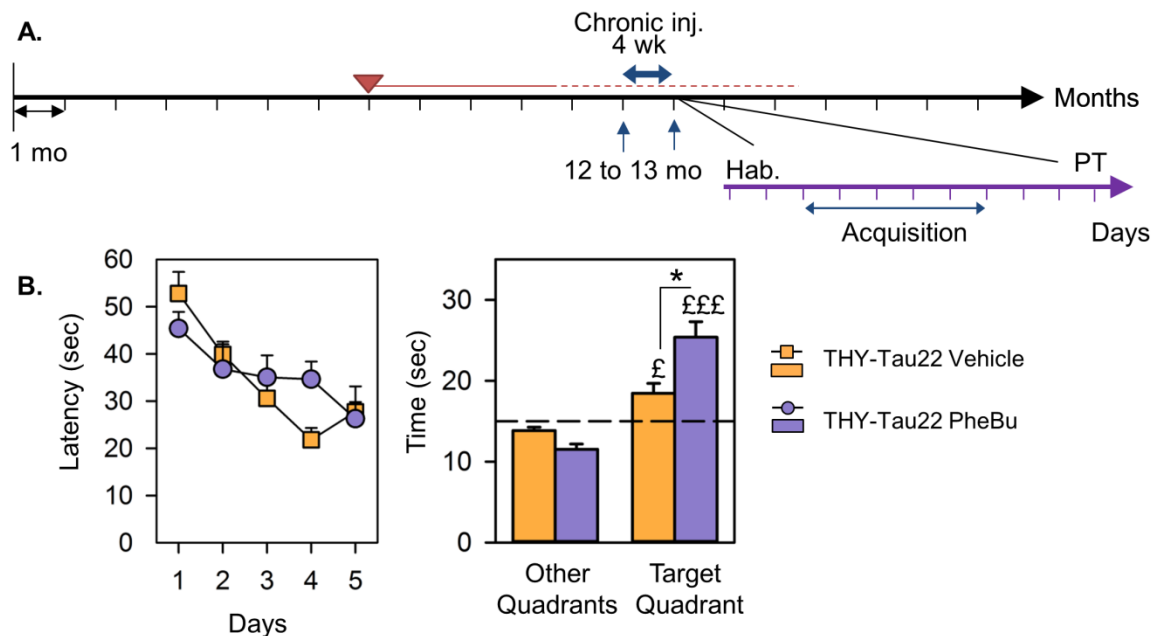 A.
Chronic inj.
4 wk
Months
1 mo
12 to 13 mo
Hab.
PT
Acquisition
Days
B.
60
50
40
30
20
10
0
Latency (sec)
1 2 3 4 5
Days
30
20
10
0
Time (sec)
*
£
£££
Other
Quadrants
Target
Quadrant
THY-Tau22 Vehicle
THY-Tau22 PheBu